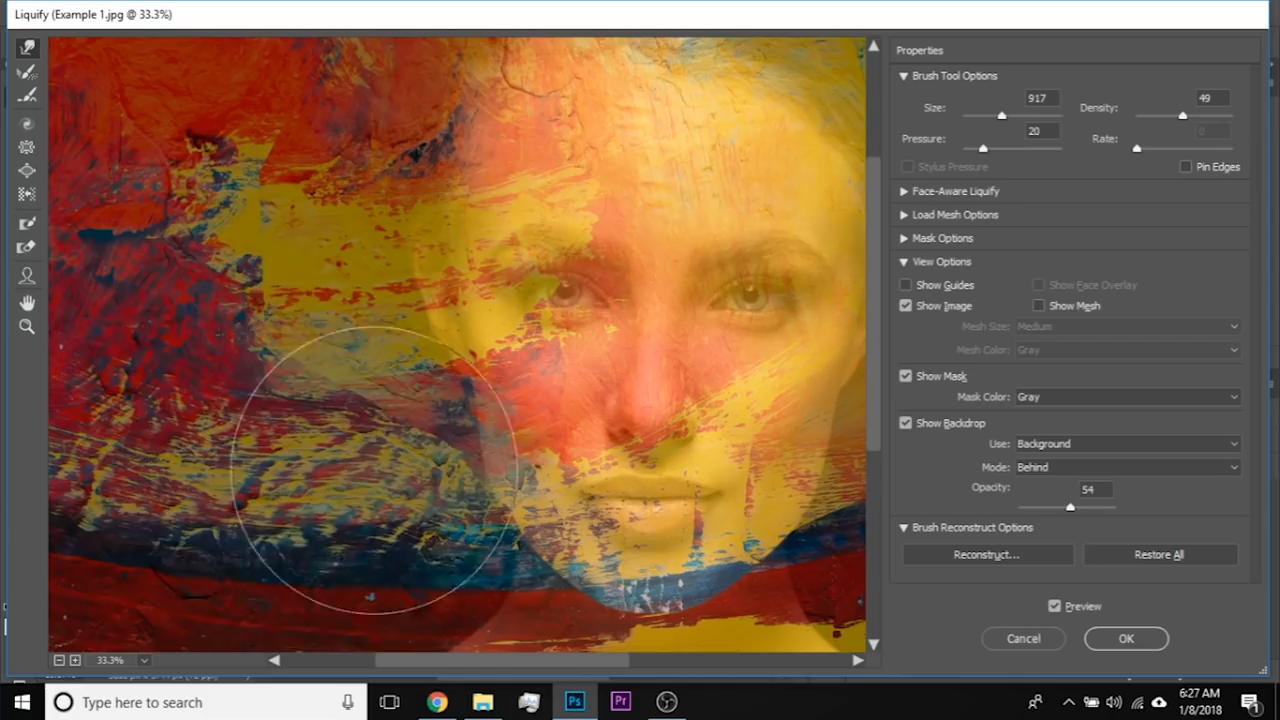 Liquify (Example 1.jpg @ 33.3%)
Properties
Brush Tool Options
Size: 917 Density: 49
Pressure: 20 Rate: 0
Stylus Pressure Pin Edges
Face-Aware Liquify
Load Mesh Options
Mask Options
View Options
Show Guides Show Face Overlay
Show Image Show Mesh
Mesh Size: Medium
Mesh Color: Gray
Show Mask
Mask Color: Gray
Show Backdrop
Use: Background
Mode: Behind
Opacity: 54
Brush Reconstruct Options
Reconstruct... Restore All
Preview
Cancel OK
33.3%
Type here to search
Ps Pr
6:27 AM
1/8/2018
1